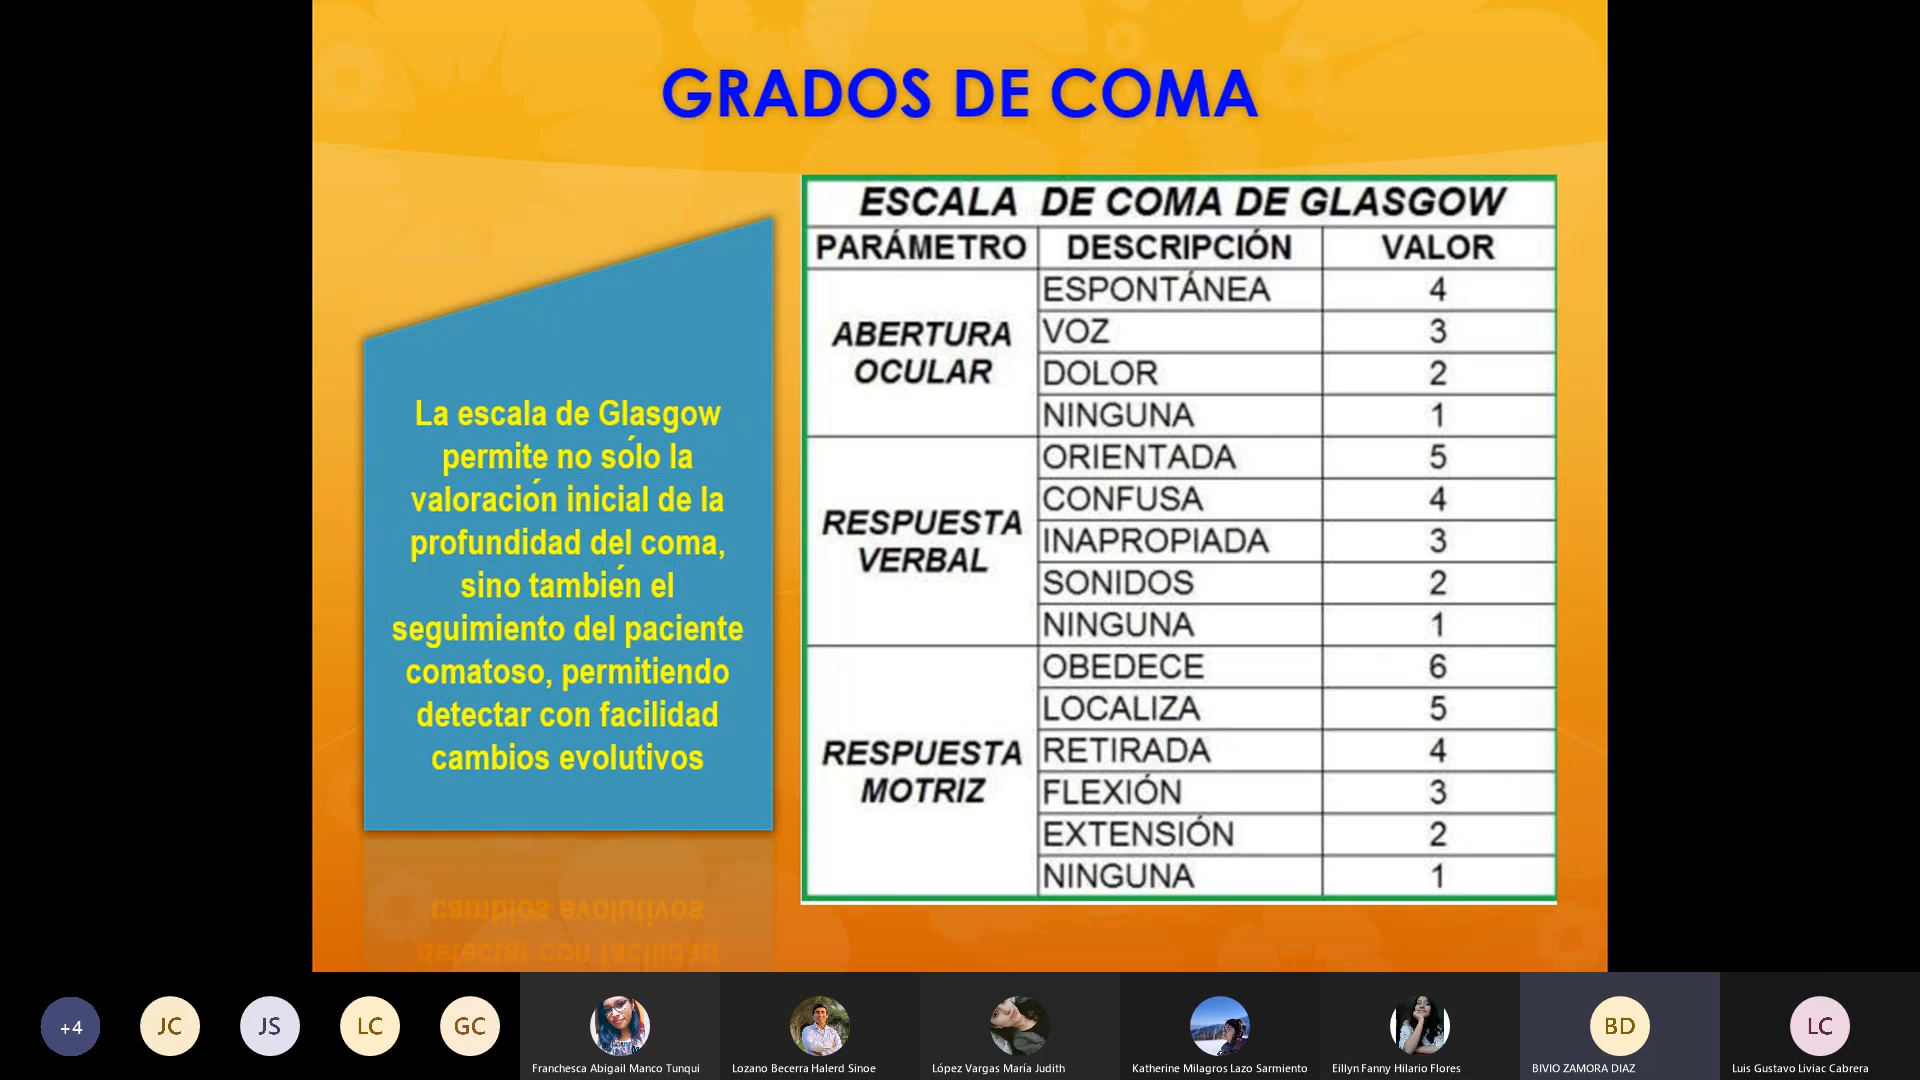 GRADOS DE COMA
La escala de Glasgow
permite no sólo la
valoración inicial de la
profundidad del coma,
sino también el
seguimiento del paciente
comatoso, permitiendo
detectar con facilidad
cambios evolutivos
ESCALA DE COMA DE GLASGOW
PARÁMETRO DESCRIPCIÓN VALOR
ABERTURA
OCULAR
ESPONTÁNEA 4
VOZ 3
DOLOR 2
NINGUNA 1
RESPUESTA
VERBAL
ORIENTADA 5
CONFUSA 4
INAPROPIADA 3
SONIDOS 2
NINGUNA 1
RESPUESTA
MOTRIZ
OBEDECE 6
LOCALIZA 5
RETIRADA 4
FLEXIÓN 3
EXTENSIÓN 2
NINGUNA 1
+4 JC JS LC GC BD LC
Franchesca Abigail Manco Tunqui Lozano Becerra Halerd Sinoe López Vargas María Judith Katherine Milagros Lazo Sarmiento Eillyn Fanny Hilario Flores BIVIO ZAMORA DIAZ Luis Gustavo Liviac Cabrera